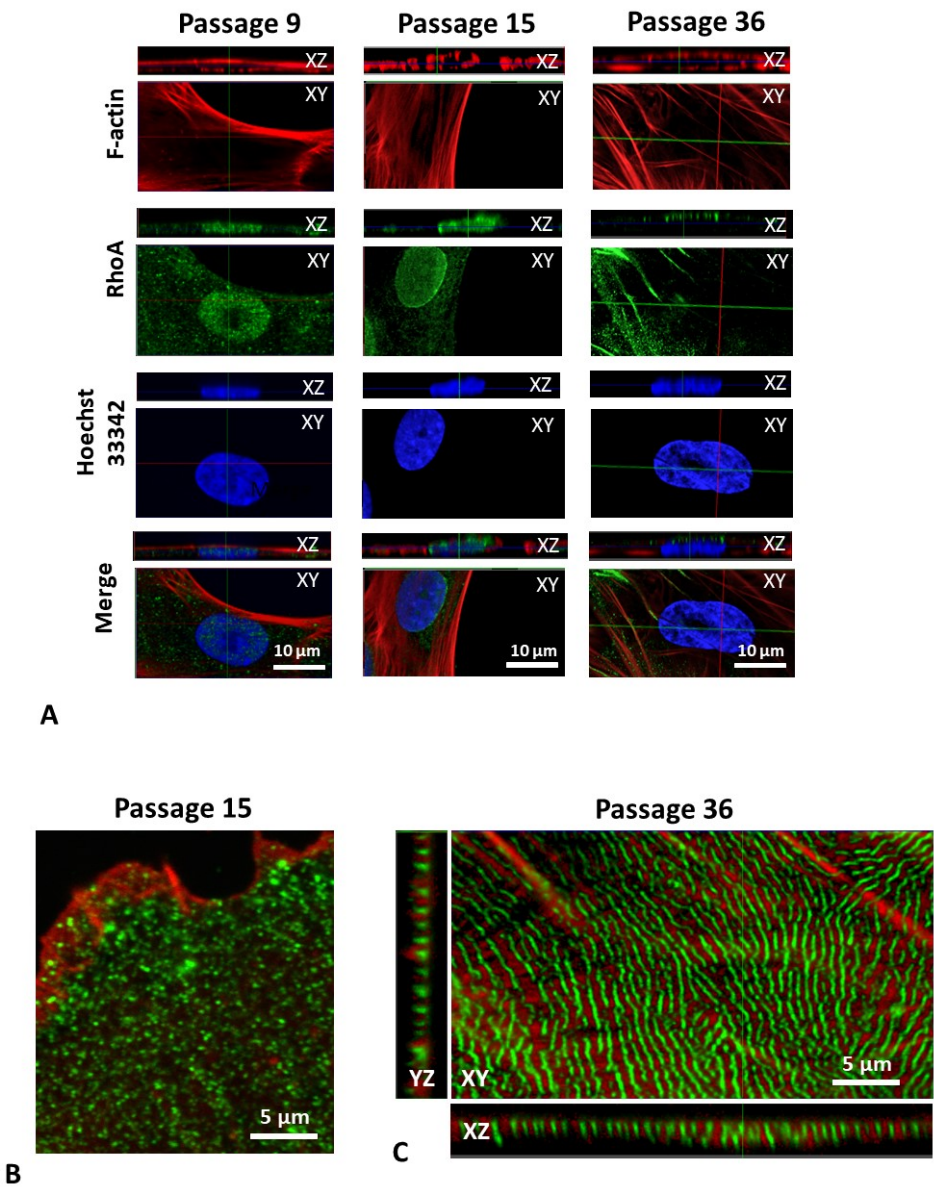 Passage 9 Passage 15 Passage 36
F-actin
XZ XZ XZ
XY XY XY
RhoA
XZ XZ XZ
XY XY XY
Hoechst
33342
XZ XZ XZ
XY XY XY
Merge
XZ XZ XZ
XY XY XY
10 µm 10 µm 10 µm
A
Passage 15
5 µm
B
Passage 36
YZ XY
5 µm
XZ
C